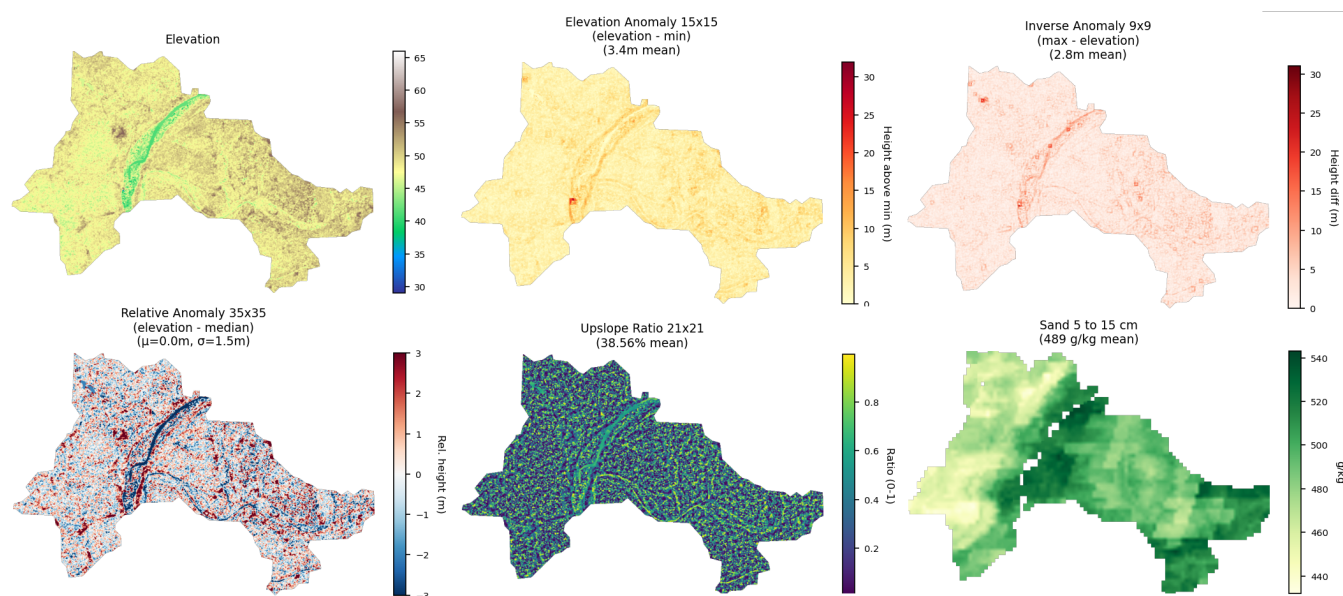 Elevation
65
60
55
50
45
40
35
30
Elevation Anomaly 15x15
(elevation - min)
(3.4m mean)
30
25
20
15
10
5
0
Height above min (m)
Inverse Anomaly 9x9
(max - elevation)
(2.8m mean)
30
25
20
15
10
5
0
Height diff (m)
Relative Anomaly 35x35
(elevation - median)
(μ=0.0m, σ=1.5m)
3
2
1
0
−1
−2
−3
Rel. height (m)
Upslope Ratio 21x21
(38.56% mean)
0.8
0.6
0.4
0.2
Ratio (0-1)
Sand 5 to 15 cm
(489 g/kg mean)
540
520
500
480
460
440
g/kg